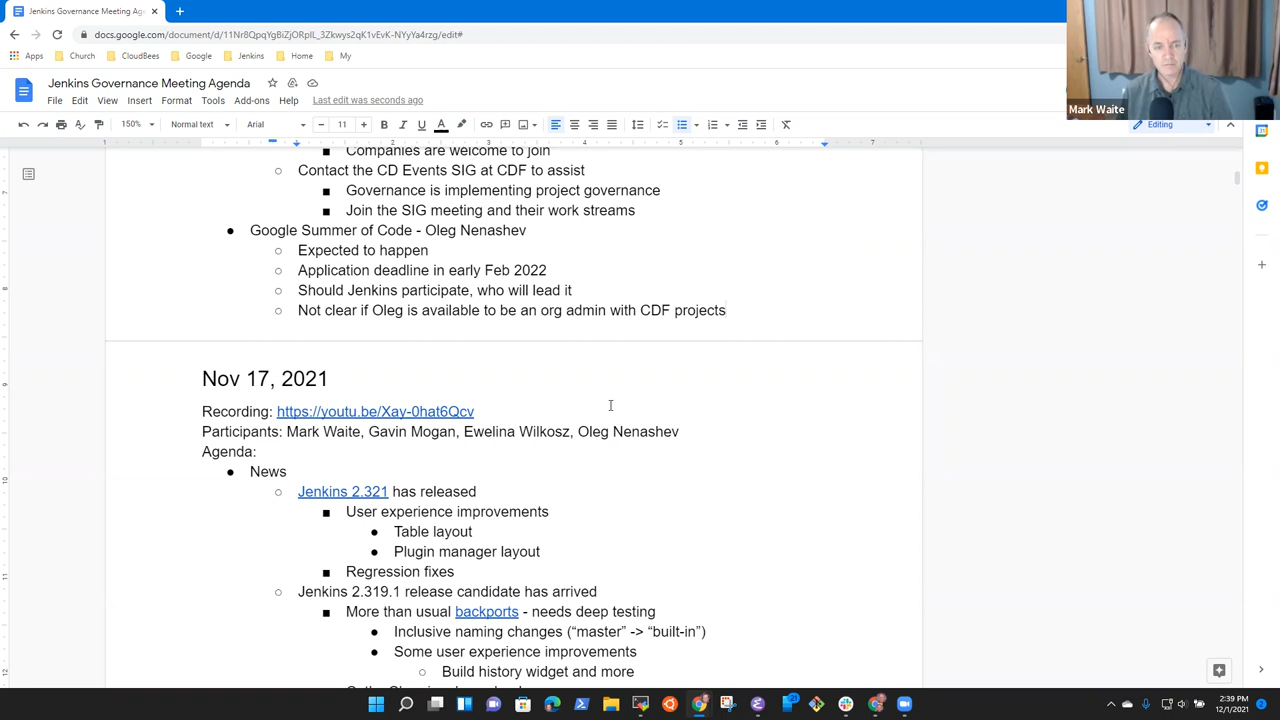 Jenkins Governance Meeting Ag
docs.google.com/document/d/11Nr8QpqYgBiZjORpIL_3Zkwys2qK1vEvK-NYyYa4rzg/edit#
Apps Church CloudBees Google Jenkins Home My
Jenkins Governance Meeting Agenda
File Edit View Insert Format Tools Add-ons Help Last edit was seconds ago
150% Normal text Arial 11 Editing
Mark Waite
1 1 2 3 4 5 6 7
■ Companies are welcome to join
○ Contact the CD Events SIG at CDF to assist
■ Governance is implementing project governance
■ Join the SIG meeting and their work streams
● Google Summer of Code - Oleg Nenashev
○ Expected to happen
○ Application deadline in early Feb 2022
○ Should Jenkins participate, who will lead it
○ Not clear if Oleg is available to be an org admin with CDF projects
Nov 17, 2021
Recording: https://youtu.be/Xay-0hat6Qcv
Participants: Mark Waite, Gavin Mogan, Ewelina Wilkosz, Oleg Nenashev
Agenda:
● News
○ Jenkins 2.321 has released
■ User experience improvements
● Table layout
● Plugin manager layout
■ Regression fixes
○ Jenkins 2.319.1 release candidate has arrived
■ More than usual backports - needs deep testing
● Inclusive naming changes (“master” -> “built-in”)
● Some user experience improvements
○ Build history widget and more
2:39 PM
12/1/2021